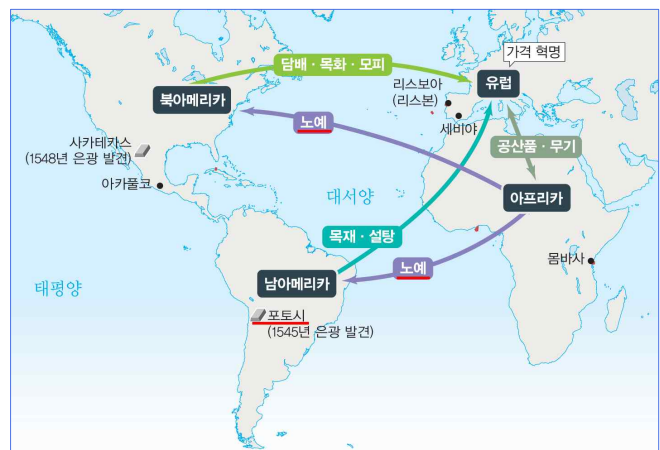 가격 혁명
담배·목화·모피
유럽
리스보아
(리스본)
북아메리카
노예
세비야
사카테카스
(1548년 은광 발견)
공산품·무기
아카풀코
대서양
아프리카
목재·설탕
노예
몸바사
태평양
남아메리카
포토시
(1545년 은광 발견)